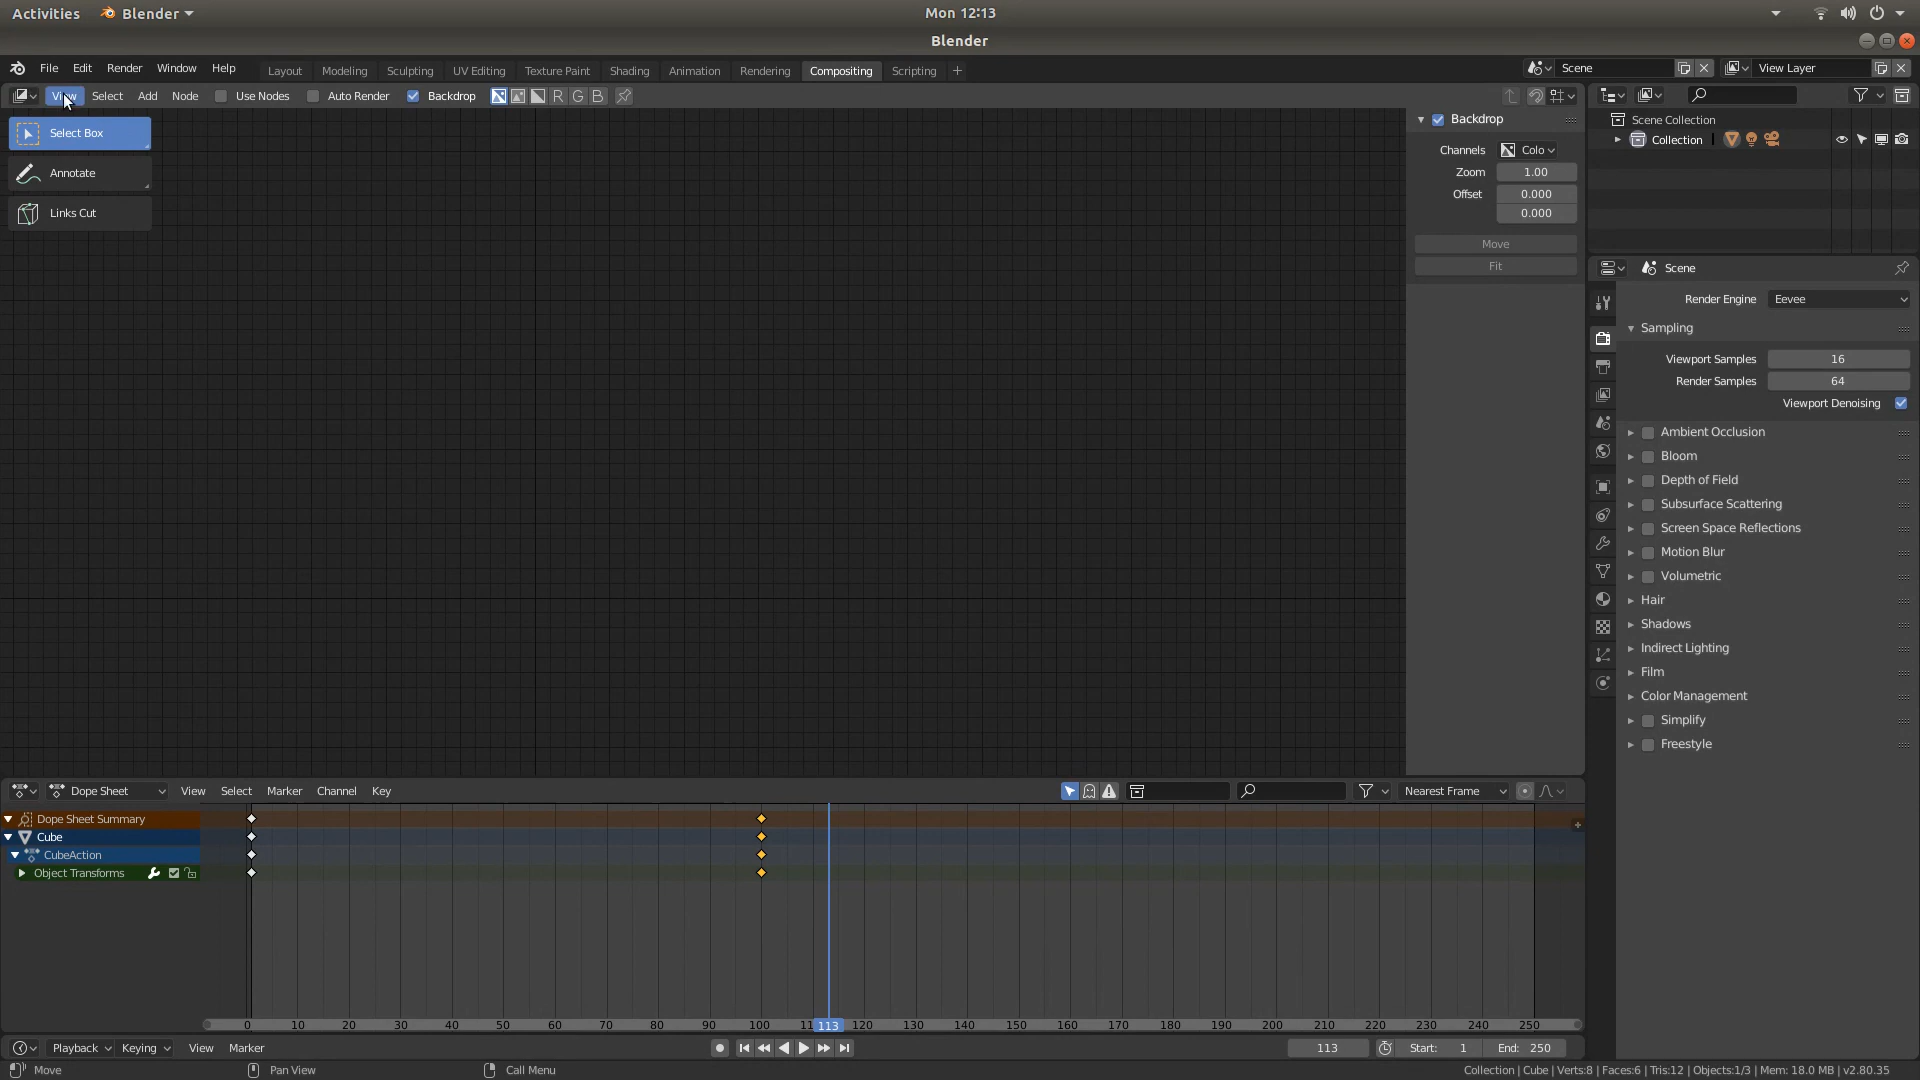 Activities Blender Mon 12:13
Blender
File Edit Render Window Help Layout Modeling Sculpting UV Editing Texture Paint Shading Animation Rendering Compositing Scripting + Scene View Layer
View Select Add Node Use Nodes Auto Render Backdrop R G B
Select Box
Annotate
Links Cut
Backdrop
Channels Colo
Zoom 1.00
Offset 0.000
0.000
Move
Fit
Scene Collection
Collection
Scene
Render Engine Eevee
Sampling
Viewport Samples 16
Render Samples 64
Viewport Denoising
Ambient Occlusion
Bloom
Depth of Field
Subsurface Scattering
Screen Space Reflections
Motion Blur
Volumetric
Hair
Shadows
Indirect Lighting
Film
Color Management
Simplify
Freestyle
Dope Sheet View Select Marker Channel Key Nearest Frame
Dope Sheet Summary
Cube
CubeAction
Object Transforms
0 10 20 30 40 50 60 70 80 90 100 11 113 120 130 140 150 160 170 180 190 200 210 220 230 240 250
Playback Keying View Marker 113 Start: 1 End: 250
Move Pan View Call Menu Collection | Cube | Verts:8 | Faces:6 | Tris:12 | Objects:1/3 | Mem: 18.0 MB | v2.80.35